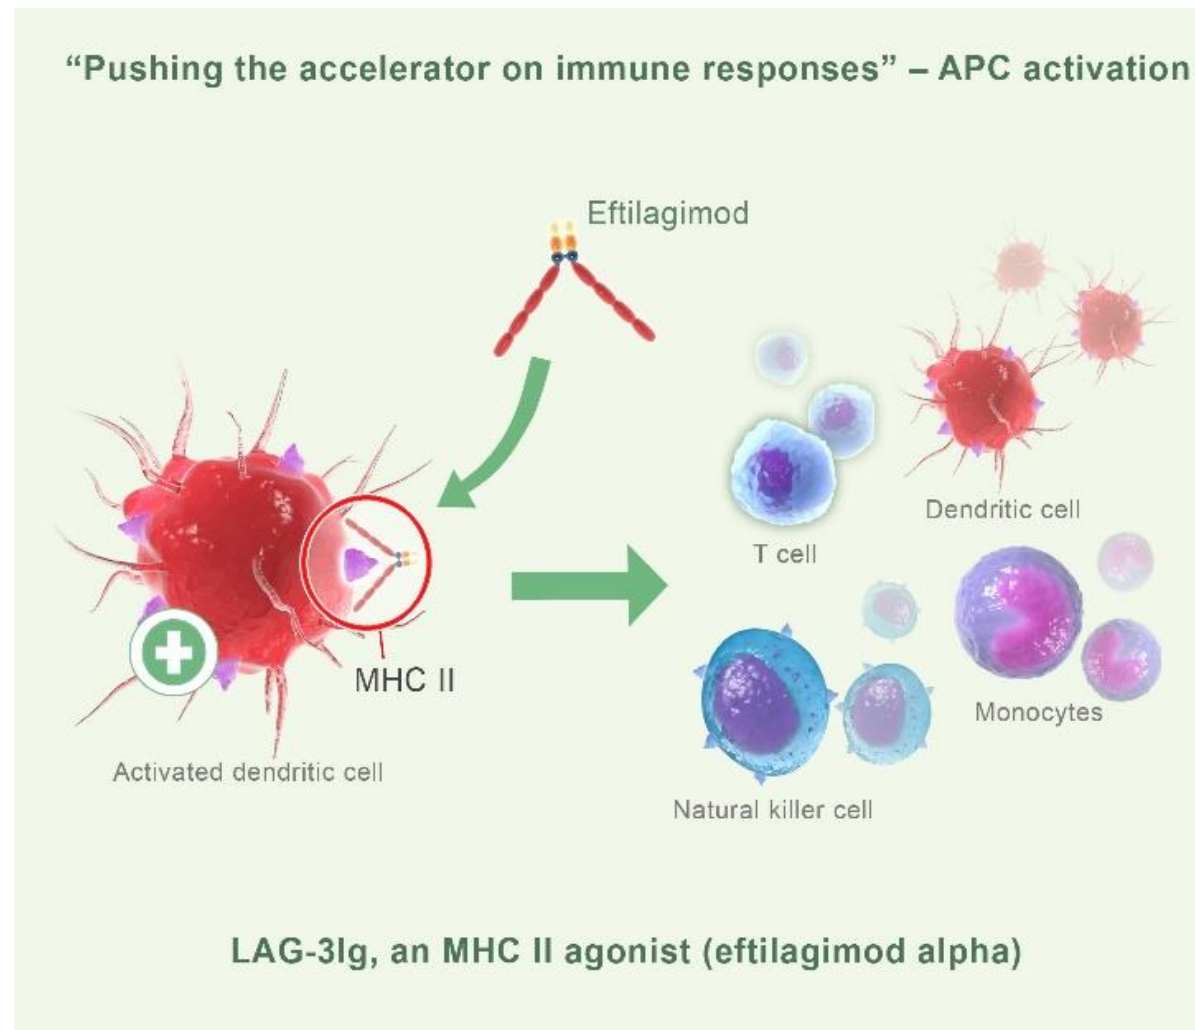 “Pushing the accelerator on immune responses” – APC activation
Eftilagimod
Dendritic cell
T cell
MHC II
Monocytes
Activated dendritic cell
Natural killer cell
LAG-3Ig, an MHC II agonist (eftilagimod alpha)